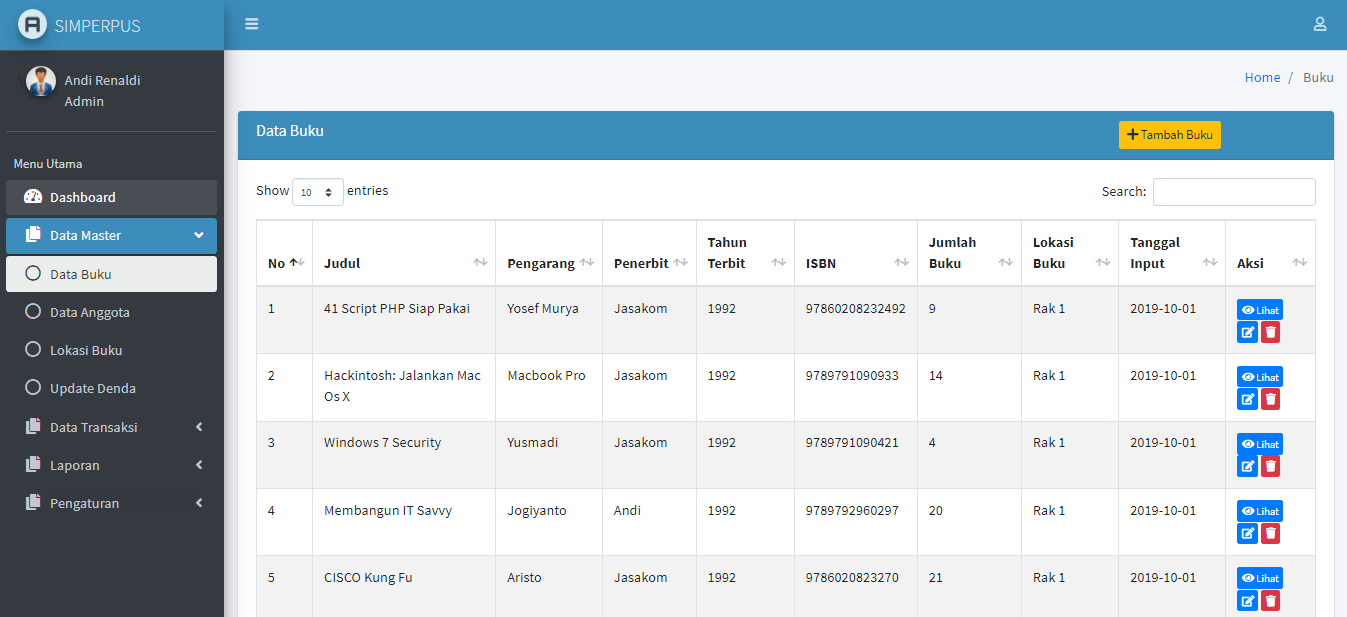 SIMPERPUS
Andi Renaldi
Admin
Menu Utama
Dashboard
Data Master
Data Buku
Data Anggota
Lokasi Buku
Update Denda
Data Transaksi
Laporan
Pengaturan
Home / Buku
Data Buku
Tambah Buku
Show 10 entries
Search:
No Judul Pengarang Penerbit Tahun Terbit ISBN Jumlah Buku Lokasi Buku Tanggal Input Aksi
1 41 Script PHP Siap Pakai Yosef Murya Jasakom 1992 97860208232492 9 Rak 1 2019-10-01 Lihat
2 Hackintosh: Jalankan Mac Os X Macbook Pro Jasakom 1992 9789791090933 14 Rak 1 2019-10-01 Lihat
3 Windows 7 Security Yusmadi Jasakom 1992 9789791090421 4 Rak 1 2019-10-01 Lihat
4 Membangun IT Savvy Jogiyanto Andi 1992 9789792960297 20 Rak 1 2019-10-01 Lihat
5 CISCO Kung Fu Aristo Jasakom 1992 9786020823270 21 Rak 1 2019-10-01 Lihat